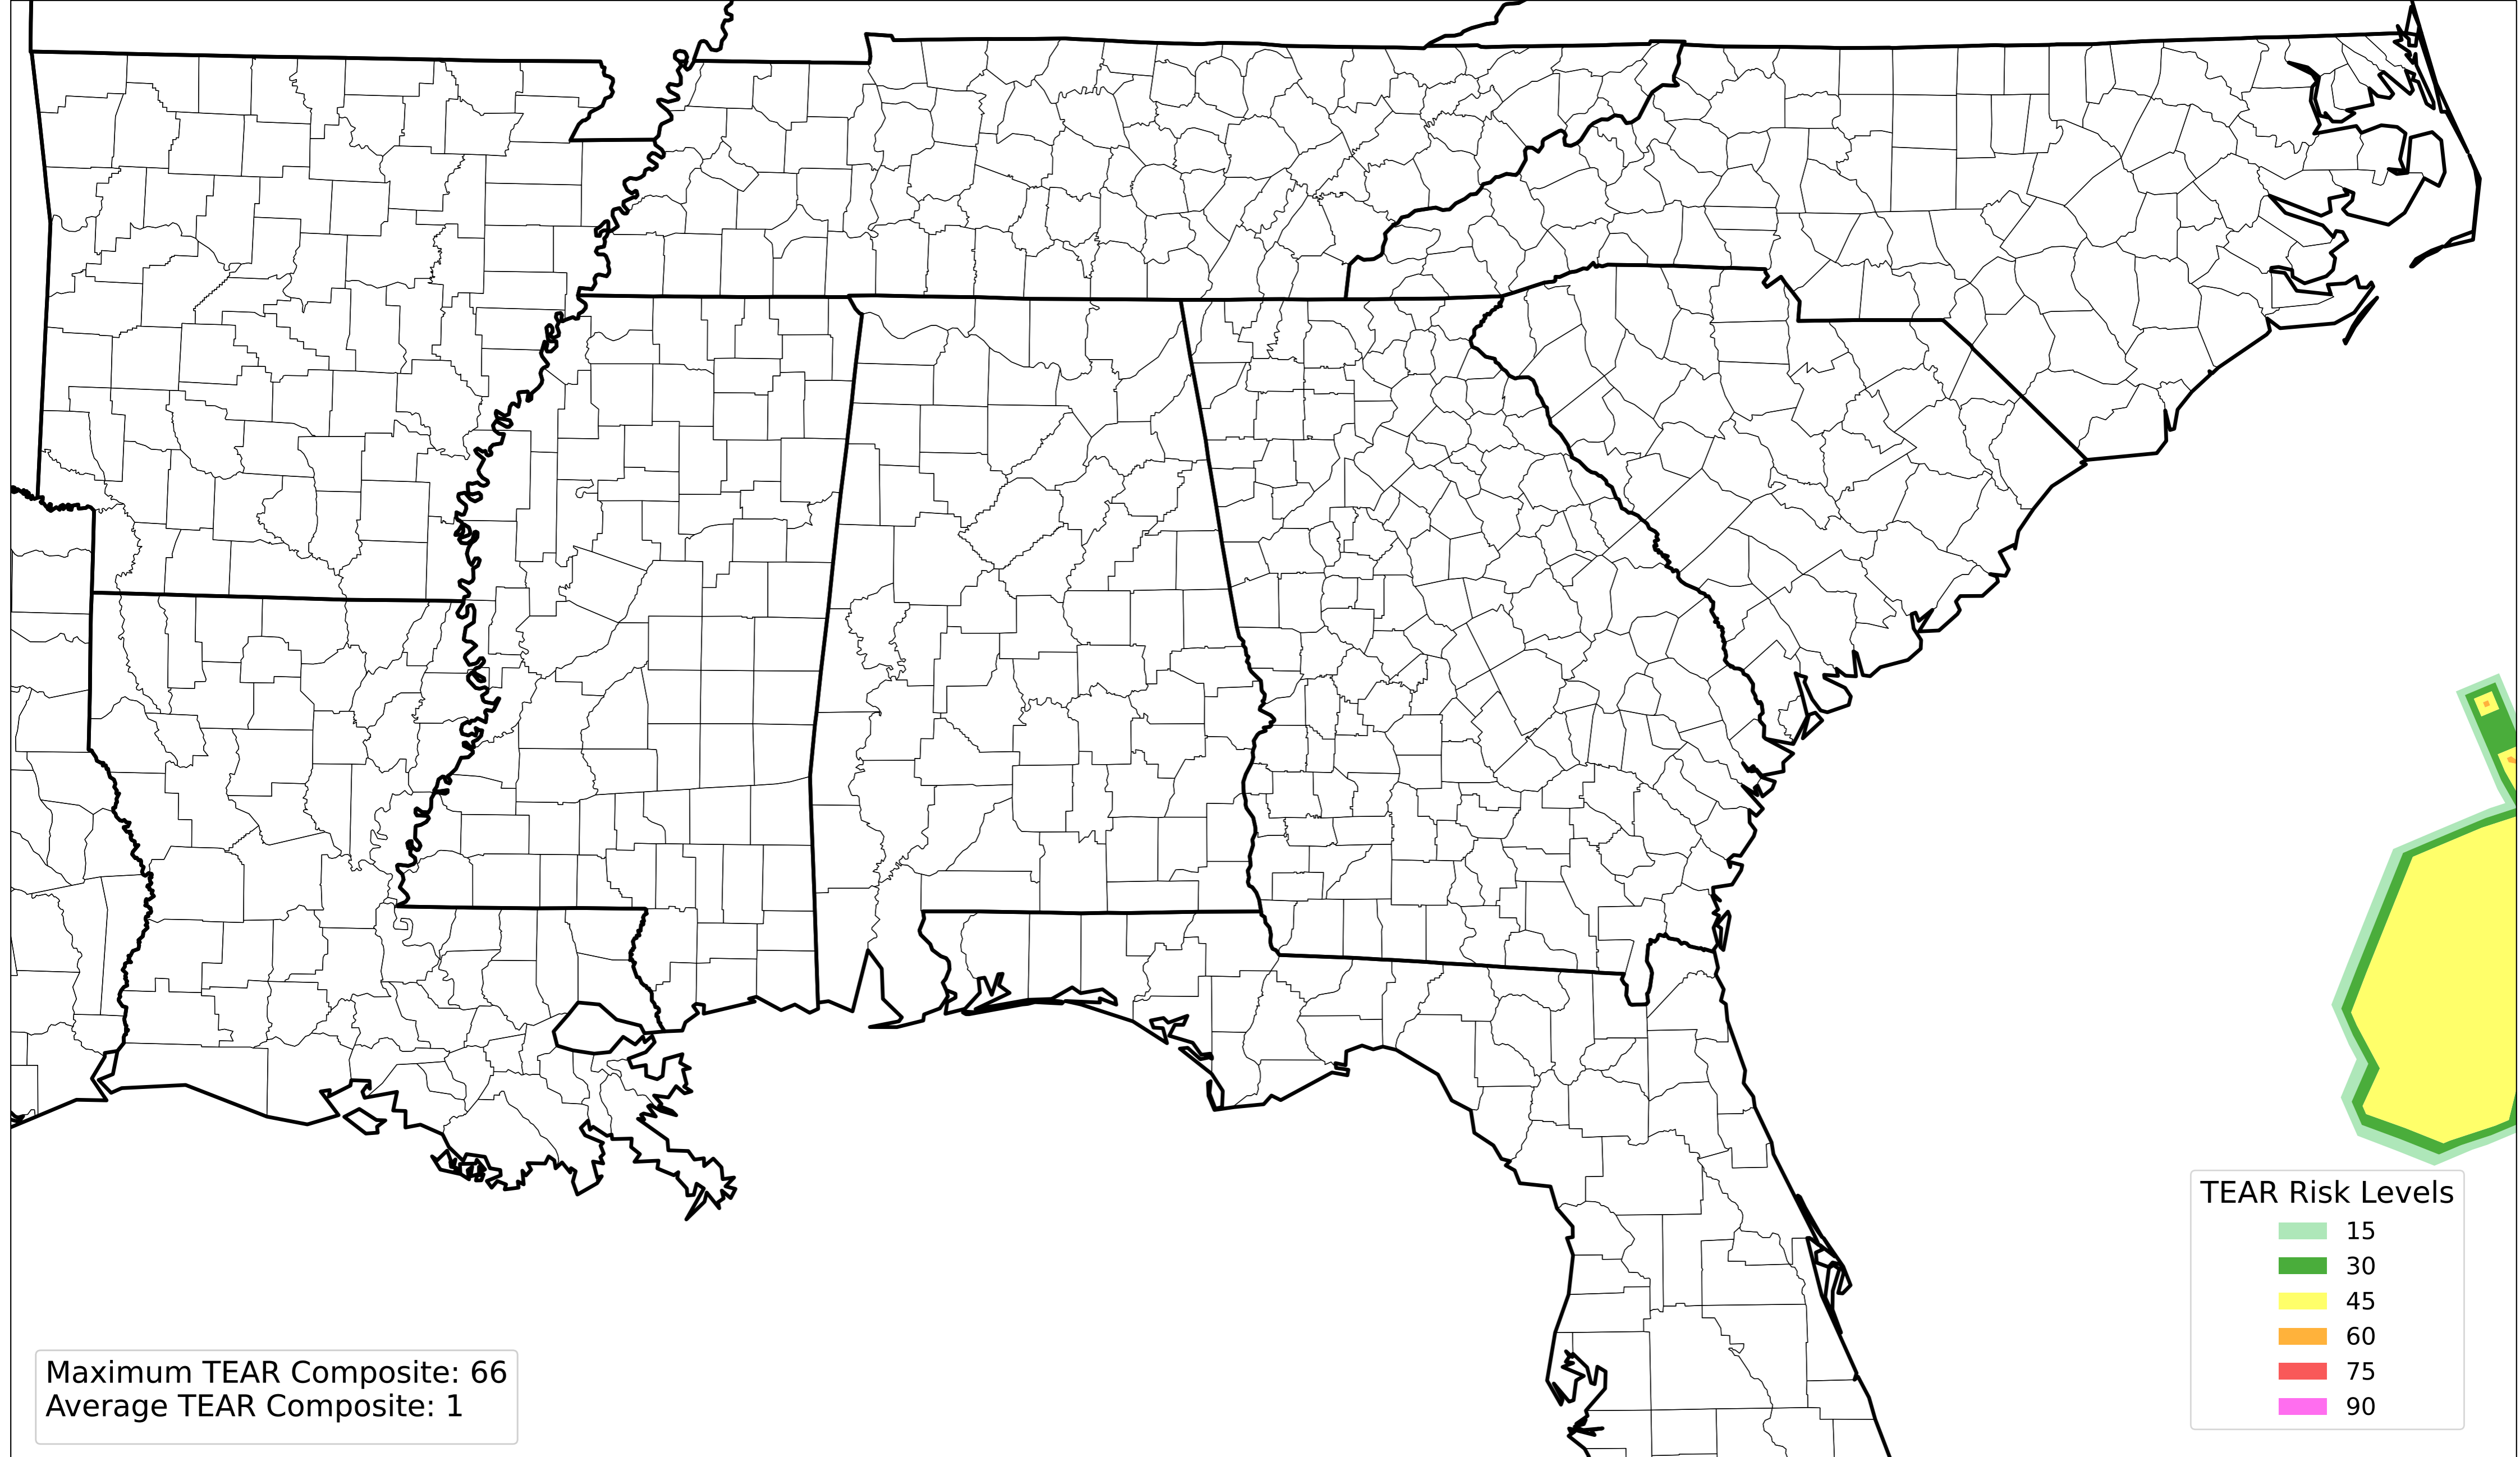 TEAR Risk Levels
15
30
45
60
75
90
Maximum TEAR Composite: 66
Average TEAR Composite: 1